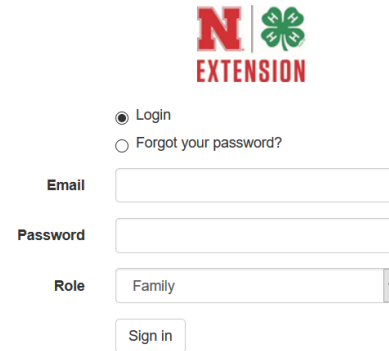 N
H H H H
EXTENSION
Login
Forgot your password?
Email
Password
Role Family
Sign in